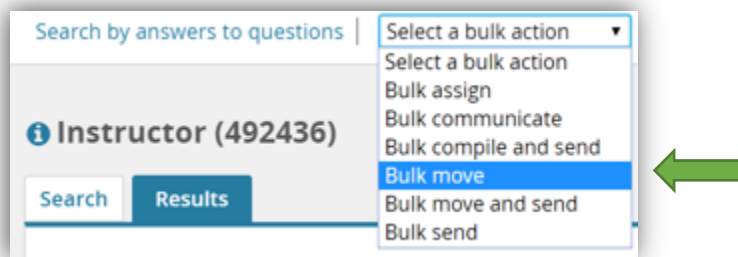 Search by answers to questions | Select a bulk action
Select a bulk action
Bulk assign
Bulk communicate
Bulk compile and send
Bulk move
Bulk move and send
Bulk send
Instructor (492436)
Search Results